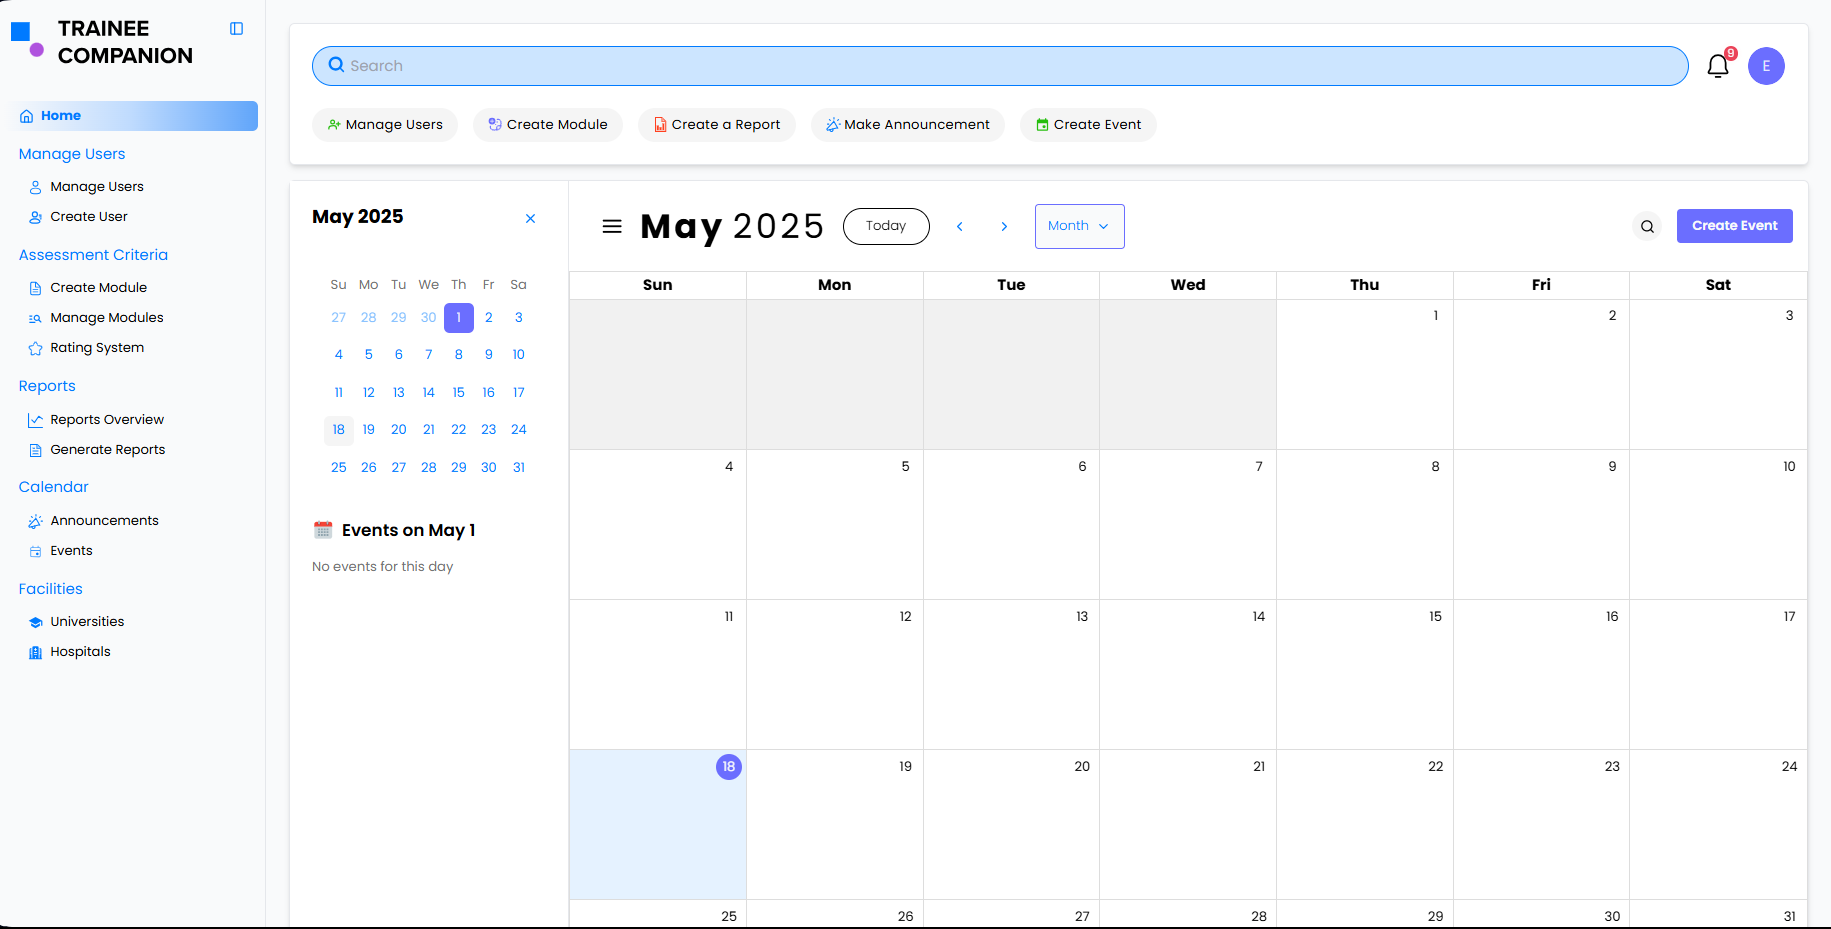 TRAINEE
COMPANION
Home
Manage Users
Manage Users
Create User
Assessment Criteria
Create Module
Manage Modules
Rating System
Reports
Reports Overview
Generate Reports
Calendar
Announcements
Events
Facilities
Universities
Hospitals
Search
9
E
Manage Users Create Module Create a Report Make Announcement Create Event
May 2025
Su Mo Tu We Th Fr Sa
27 28 29 30 1 2 3
4 5 6 7 8 9 10
11 12 13 14 15 16 17
18 19 20 21 22 23 24
25 26 27 28 29 30 31
Events on May 1
No events for this day
May 2025 Today Month Create Event
Sun Mon Tue Wed Thu Fri Sat
1 2 3
4 5 6 7 8 9 10
11 12 13 14 15 16 17
18 19 20 21 22 23 24
25 26 27 28 29 30 31